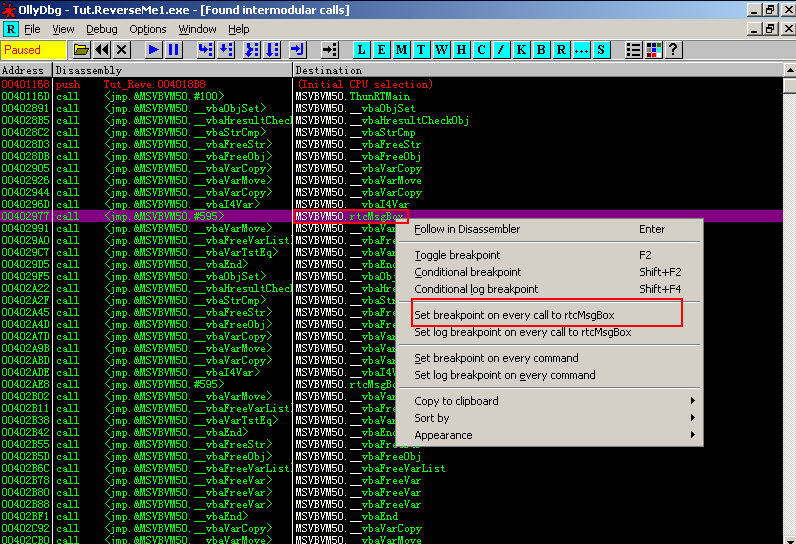 OllyDbg - Tut.ReverseMe1.exe - [Found intermodular calls]
R File View Debug Options Window Help
Paused L E M T W H C / K B R ... S ?
Address Disassembly Destination
00401168 push Tut_Reve.004018B8 (Initial CPU selection)
0040116D call <jmp.&MSVBVM50.#100> MSVBVM50.ThunRTMain
00402891 call <jmp.&MSVBVM50.__vbaObjSet> MSVBVM50.__vbaObjSet
004028B5 call <jmp.&MSVBVM50.__vbaHresultCheck MSVBVM50.__vbaHresultCheckObj
004028C2 call <jmp.&MSVBVM50.__vbaStrCmp> MSVBVM50.__vbaStrCmp
004028D3 call <jmp.&MSVBVM50.__vbaFreeStr> MSVBVM50.__vbaFreeStr
004028DB call <jmp.&MSVBVM50.__vbaFreeObj> MSVBVM50.__vbaFreeObj
00402905 call <jmp.&MSVBVM50.__vbaVarCopy> MSVBVM50.__vbaVarCopy
00402926 call <jmp.&MSVBVM50.__vbaVarMove> MSVBVM50.__vbaVarMove
00402944 call <jmp.&MSVBVM50.__vbaVarCopy> MSVBVM50.__vbaVarCopy
0040296D call <jmp.&MSVBVM50.__vbaI4Var> MSVBVM50.__vbaI4Var
00402977 call <jmp.&MSVBVM50.#595> MSVBVM50.rtcMsgBox
00402991 call <jmp.&MSVBVM50.__vbaVarMove> MSVBVM50.__vbaVa
004029A0 call <jmp.&MSVBVM50.__vbaFreeVarList MSVBVM50.__vbaFr
004029C7 call <jmp.&MSVBVM50.__vbaVarTstEq> MSVBVM50.__vbaVa
004029D1 call <jmp.&MSVBVM50.__vbaEnd> MSVBVM50.__vbaEn
004029F5 call <jmp.&MSVBVM50.__vbaObjSet> MSVBVM50.__vbaOb
00402A22 call <jmp.&MSVBVM50.__vbaHresultCheck MSVBVM50.__vbaHr
00402A2F call <jmp.&MSVBVM50.__vbaStrCmp> MSVBVM50.__vbaSt
00402A45 call <jmp.&MSVBVM50.__vbaFreeStr> MSVBVM50.__vbaFr
00402A4D call <jmp.&MSVBVM50.__vbaFreeObj> MSVBVM50.__vbaFr
00402A7D call <jmp.&MSVBVM50.__vbaVarCopy> MSVBVM50.__vbaVa
00402A9B call <jmp.&MSVBVM50.__vbaVarMove> MSVBVM50.__vbaVa
00402ABD call <jmp.&MSVBVM50.__vbaVarCopy> MSVBVM50.__vbaVa
00402ADE call <jmp.&MSVBVM50.__vbaI4Var> MSVBVM50.__vbaI4
00402AE8 call <jmp.&MSVBVM50.#595> MSVBVM50.rtcMsgB
00402B02 call <jmp.&MSVBVM50.__vbaVarMove> MSVBVM50.__vbaVa
00402B11 call <jmp.&MSVBVM50.__vbaFreeVarList MSVBVM50.__vbaFr
00402B38 call <jmp.&MSVBVM50.__vbaVarTstEq> MSVBVM50.__vbaVa
00402B42 call <jmp.&MSVBVM50.__vbaEnd> MSVBVM50.__vbaEn
00402B55 call <jmp.&MSVBVM50.__vbaFreeStr> MSVBVM50.__vbaFreeStr
00402B5D call <jmp.&MSVBVM50.__vbaFreeObj> MSVBVM50.__vbaFreeObj
00402B6C call <jmp.&MSVBVM50.__vbaFreeVarList MSVBVM50.__vbaFreeVarList
00402B78 call <jmp.&MSVBVM50.__vbaFreeVar> MSVBVM50.__vbaFreeVar
00402B80 call <jmp.&MSVBVM50.__vbaFreeVar> MSVBVM50.__vbaFreeVar
00402B88 call <jmp.&MSVBVM50.__vbaFreeVar> MSVBVM50.__vbaFreeVar
00402BF1 call <jmp.&MSVBVM50.__vbaEnd> MSVBVM50.__vbaEnd
00402C92 call <jmp.&MSVBVM50.__vbaVarCopy> MSVBVM50.__vbaVarCopy
00402CB0 call <jmp.&MSVBVM50.__vbaVarMove> MSVBVM50.__vbaVarMove
Follow in Disassembler Enter
Toggle breakpoint F2
Conditional breakpoint Shift+F2
Conditional log breakpoint Shift+F4
Set breakpoint on every call to rtcMsgBox
Set log breakpoint on every call to rtcMsgBox
Set breakpoint on every command
Set log breakpoint on every command
Copy to clipboard
Sort by
Appearance